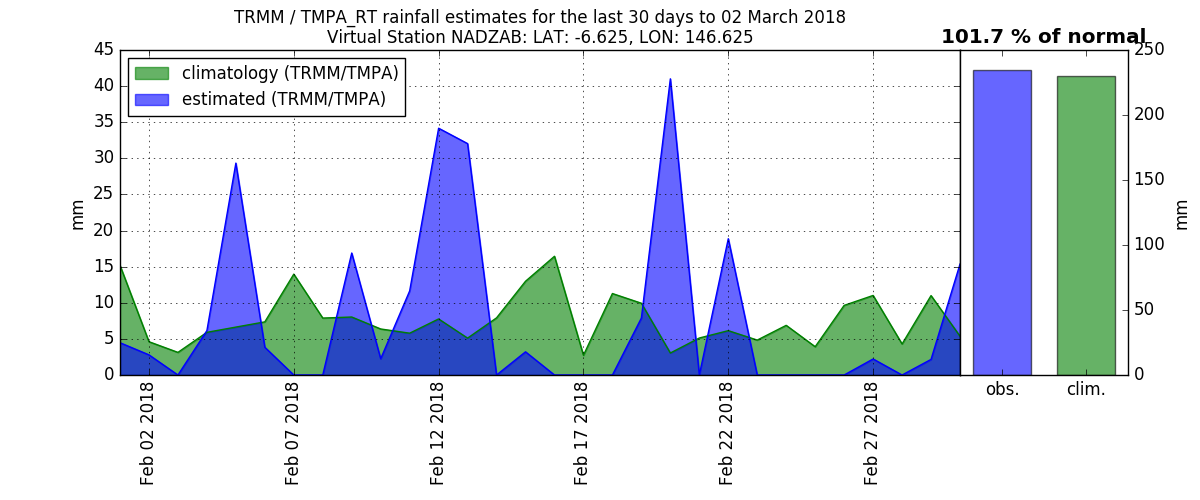 TRMM / TMPA_RT rainfall estimates for the last 30 days to 02 March 2018
Virtual Station NADZAB: LAT: -6.625, LON: 146.625
101.7 % of normal
climatology (TRMM/TMPA)
estimated (TRMM/TMPA)
45
40
35
30
25
20
15
10
5
0
mm
Feb 02 2018
Feb 07 2018
Feb 12 2018
Feb 17 2018
Feb 22 2018
Feb 27 2018
250
200
150
100
50
0
mm
obs.
clim.